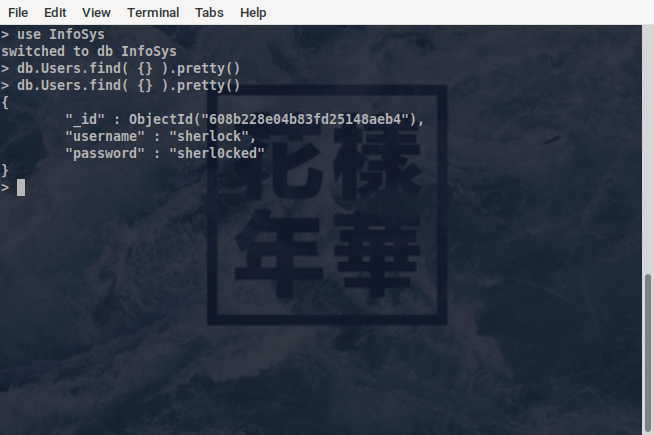 File Edit View Terminal Tabs Help
> use InfoSys
switched to db InfoSys
> db.Users.find( {} ).pretty()
> db.Users.find( {} ).pretty()
{
        "_id" : ObjectId("608b228e04b83fd25148aeb4"),
        "username" : "sherlock",
        "password" : "sherl0cked"
}
>
花樣
年華